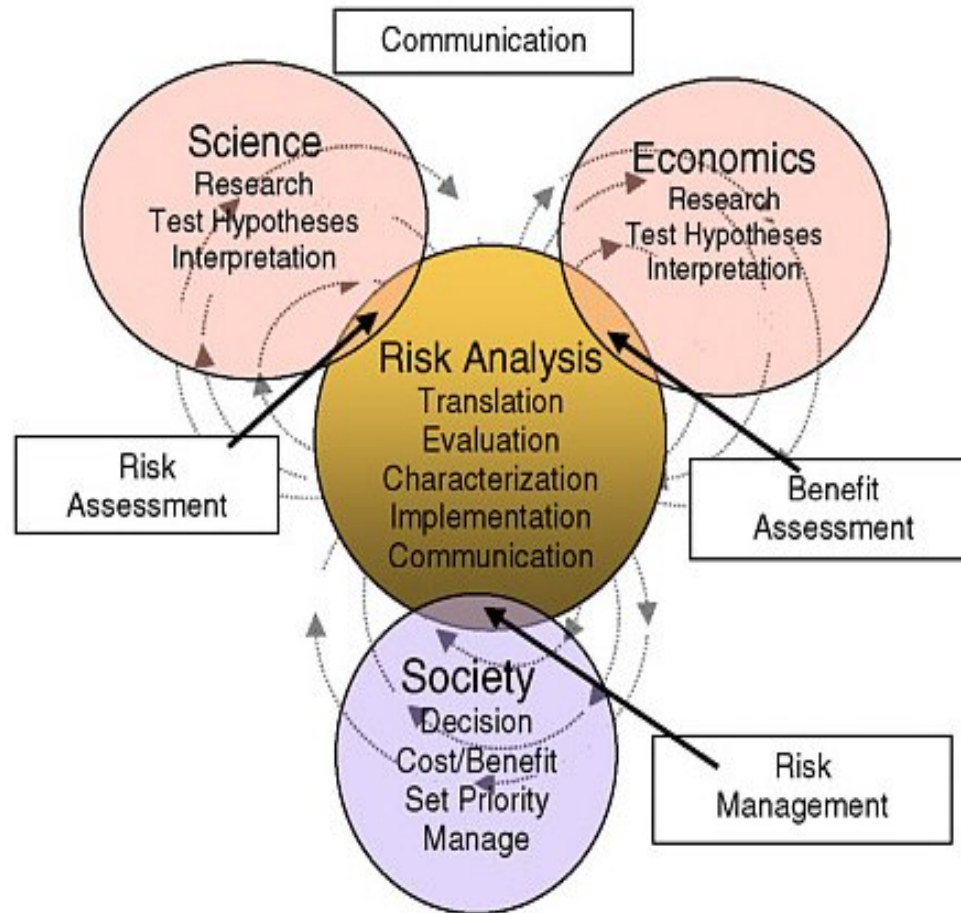 Communication
Science
Research
Test Hypotheses
Interpretation
Economics
Research
Test Hypotheses
Interpretation
Risk Analysis
Translation
Evaluation
Characterization
Implementation
Communication
Risk
Assessment
Benefit
Assessment
Society
Decision
Cost/Benefit
Set Priority
Manage
Risk
Management